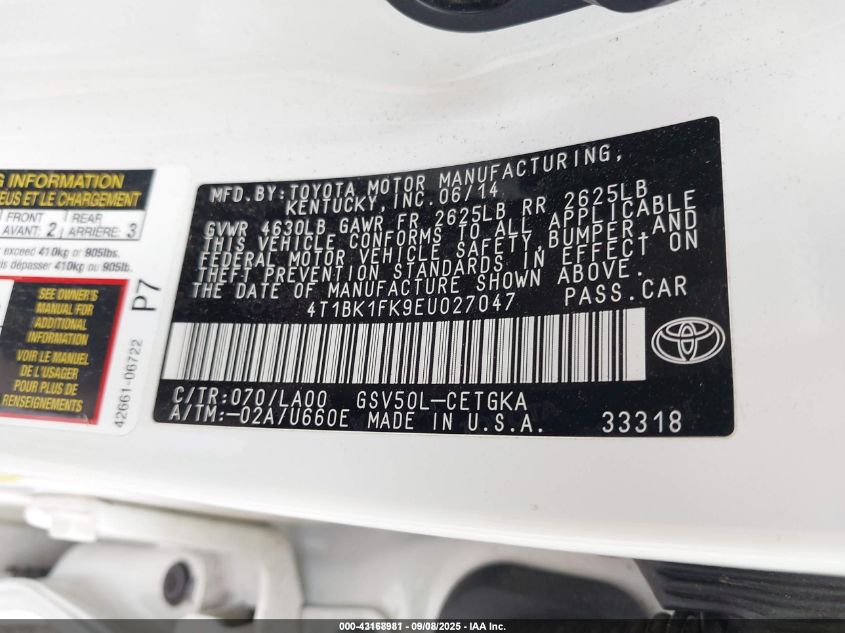 G INFORMATION
EUS ET LE CHARGEMENT
FRONT
AVANT: 2
REAR
ARRIÈRE: 3
exceed 410kg or 905lbs.
dépasser 410kg ou 905lb.
SEE OWNER'S
MANUAL FOR
ADDITIONAL
INFORMATION
VOIR LE MANUEL
DE L'USAGER
POUR PLUS DE
RENSEIGNEMENTS
P7
42661-06722
MFD.BY:TOYOTA MOTOR MANUFACTURING,
KENTUCKY, INC.06/14
GVWR 4630LB GAWR FR 2625LB RR 2625LB
THIS VEHICLE CONFORMS TO ALL APPLICABLE
FEDERAL MOTOR VEHICLE SAFETY,BUMPER,AND
THEFT PREVENTION STANDARDS IN EFFECT ON
THE DATE OF MANUFACTURE SHOWN ABOVE.
4T1BK1FK9EU027047 PASS.CAR
C/TR:070/LA00 GSV50L-CETGKA
A/TM:-02A/U660E MADE IN U.S.A. 33318
000-43168981 - 09/08/2025 - IAA Inc.